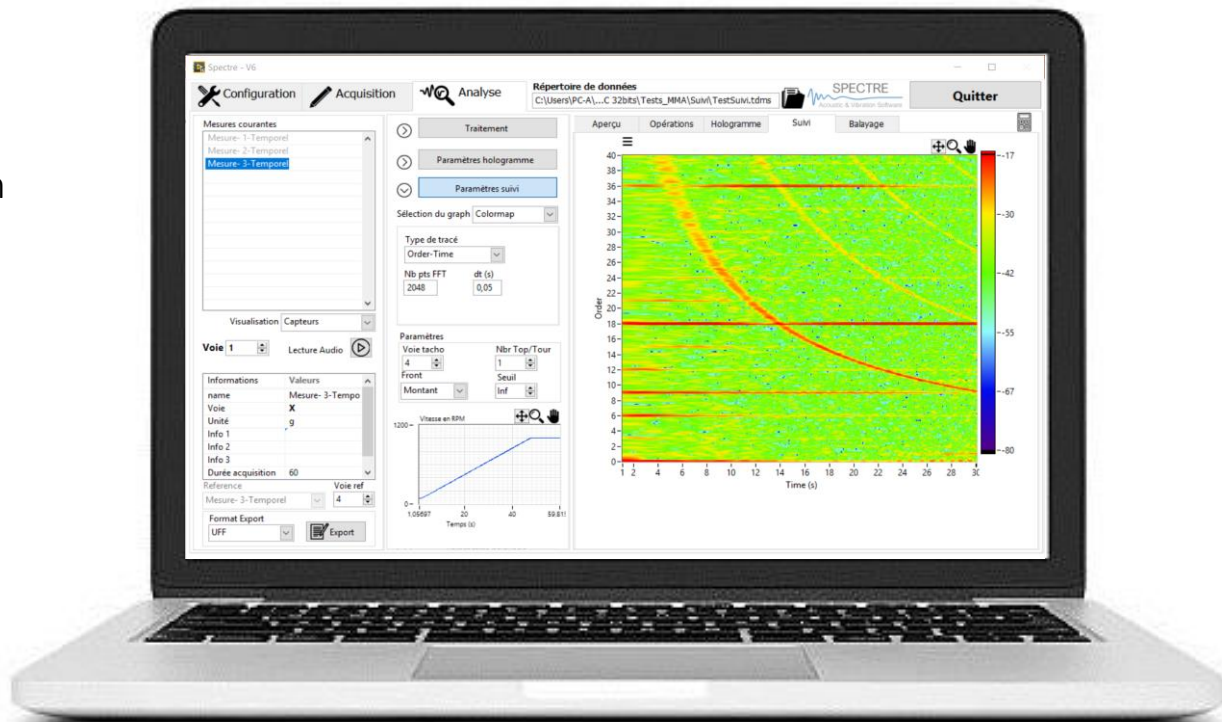 n
Spectre - V6
Configuration
Acquisition
Analyse
Répertoire de données
C:\Users\PC-A\,...C 32bits\Tests_MMA\Suivi\TestSuivi.tdms
SPECTRE
Acoustic & Vibration Software
Quitter
Mesures courantes
Mesure- 1-Temporel
Mesure- 2-Temporel
Mesure- 3-Temporel
Visualisation Capteurs
Voie 1
Lecture Audio
Informations Valeurs
name Mesure- 3-Tempo
Voie X
Unité g
Info 1
Info 2
Info 3
Durée acquisition 60
Reference Voie ref
Mesure- 3-Temporel 4
Format Export
UFF Export
Traitement
Paramètres hologramme
Paramètres suivi
Sélection du graph Colormap
Type de tracé
Order-Time
Nb pts FFT dt (s)
2048 0,05
Paramètres
Voie tacho Nbr Top/Tour
4 1
Front Seuil
Montant Inf
Vitesse en RPM
1200
0
1.05697 20 40 59.811
Temps (s)
Aperçu Opérations Hologramme Suivi Balayage
40
38
36
34
32
30
28
26
24
22
20
18
16
14
12
10
8
6
4
2
0
Order
1 2 4 6 8 10 12 14 16 18 20 22 24 26 28 30
Time (s)
-17
-30
-42
-55
-67
-80